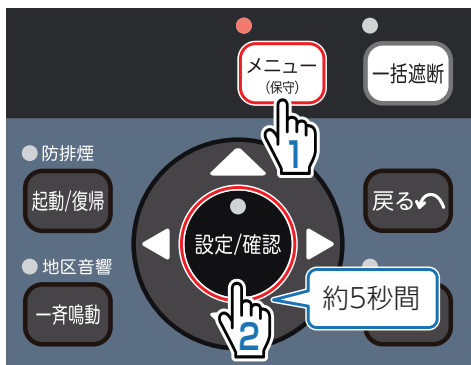 メニュー
(保守)
一括遮断
1
防排煙
起動/復帰
戻る
設定/確認
地区音響
一斉鳴動
約5秒間
2